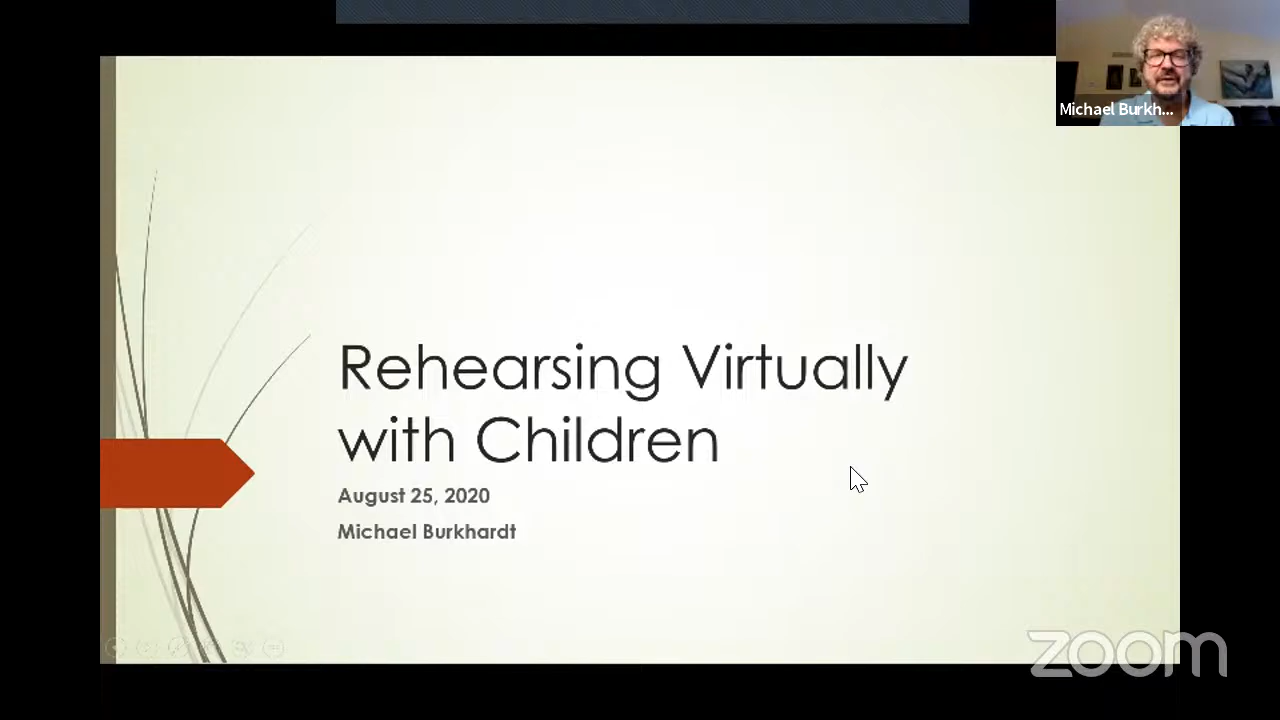 Michael Burkh...
Rehearsing Virtually
with Children
August 25, 2020
Michael Burkhardt
zoom